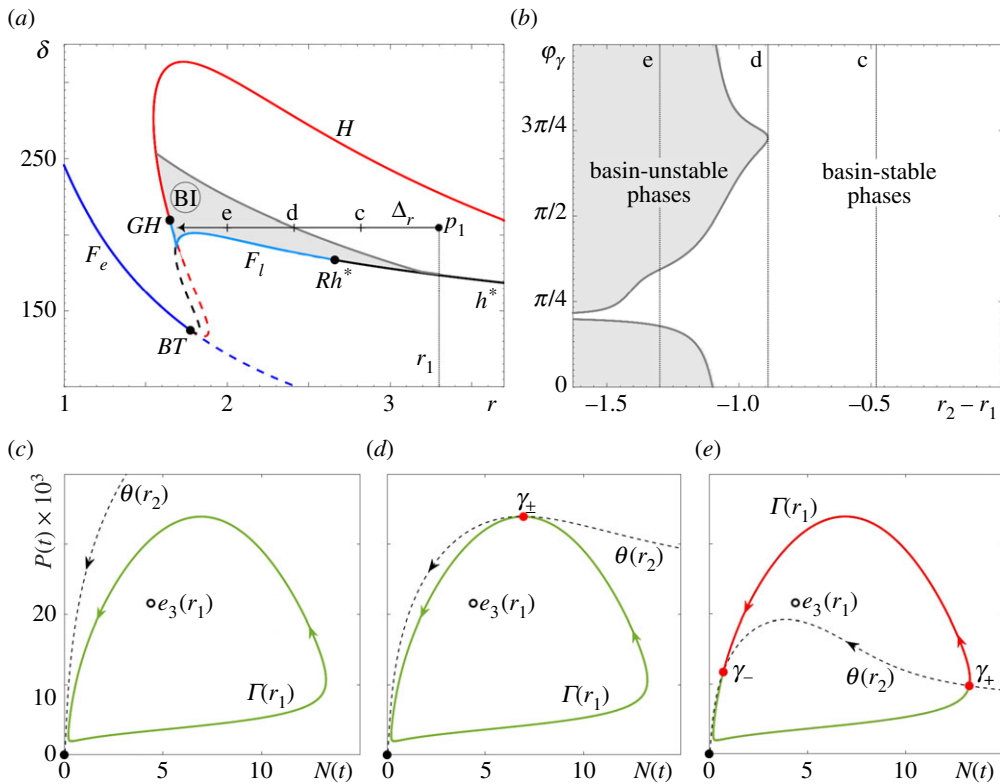 (a)
δ
250
150
H
BI
GH
e
d
c
Δr
p1
Fe
Fl
Rh*
h*
BT
r1
1
2
3
r
(b)
φγ
3π/4
π/2
π/4
0
e
d
c
basin-unstable
phases
basin-stable
phases
−1.5
−1.0
−0.5
r2 − r1
(c)
P(t) × 10³
20
10
0
θ(r2)
e3(r1)
Γ(r1)
0
5
10
N(t)
(d)
γ±
θ(r2)
e3(r1)
Γ(r1)
0
5
10
N(t)
(e)
Γ(r1)
e3(r1)
γ−
θ(r2)
γ+
0
5
10
N(t)